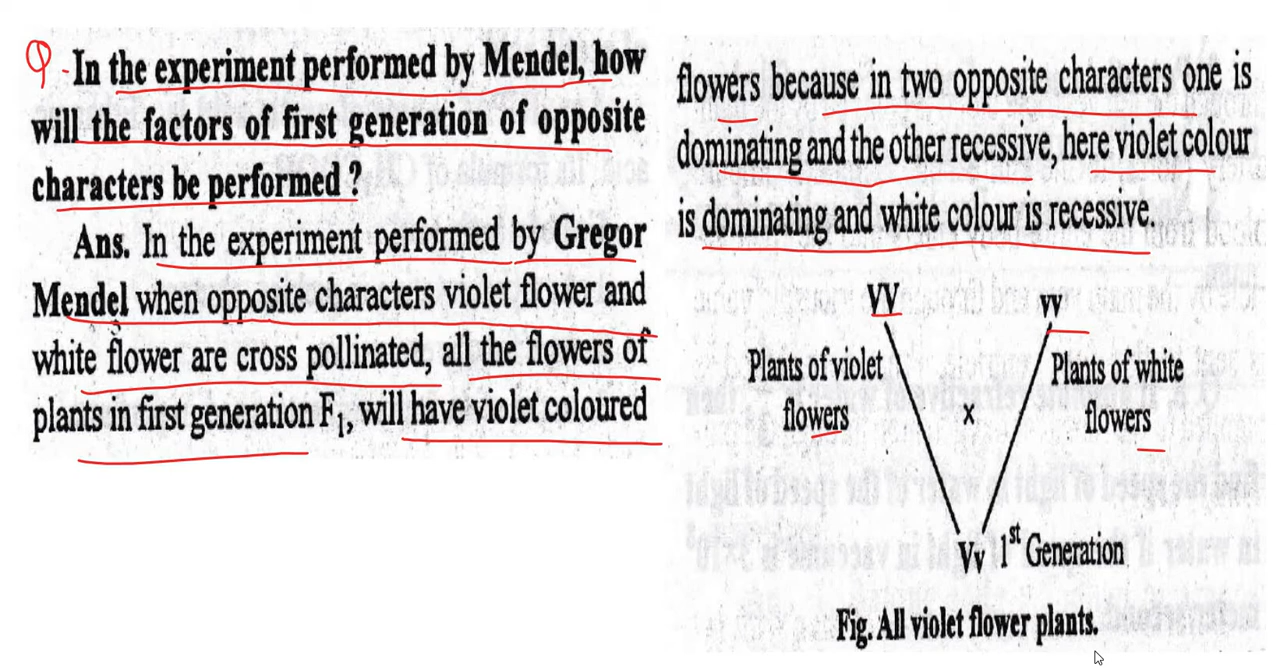 Q. In the experiment performed by Mendel, how
will the factors of first generation of opposite
characters be performed ?
Ans. In the experiment performed by Gregor
Mendel when opposite characters violet flower and
white flower are cross pollinated, all the flowers of
plants in first generation F₁, will have violet coloured
flowers because in two opposite characters one is
dominating and the other recessive, here violet colour
is dominating and white colour is recessive.
VV vv
Plants of violet Plants of white
flowers x flowers
Vv 1st Generation
Fig. All violet flower plants.